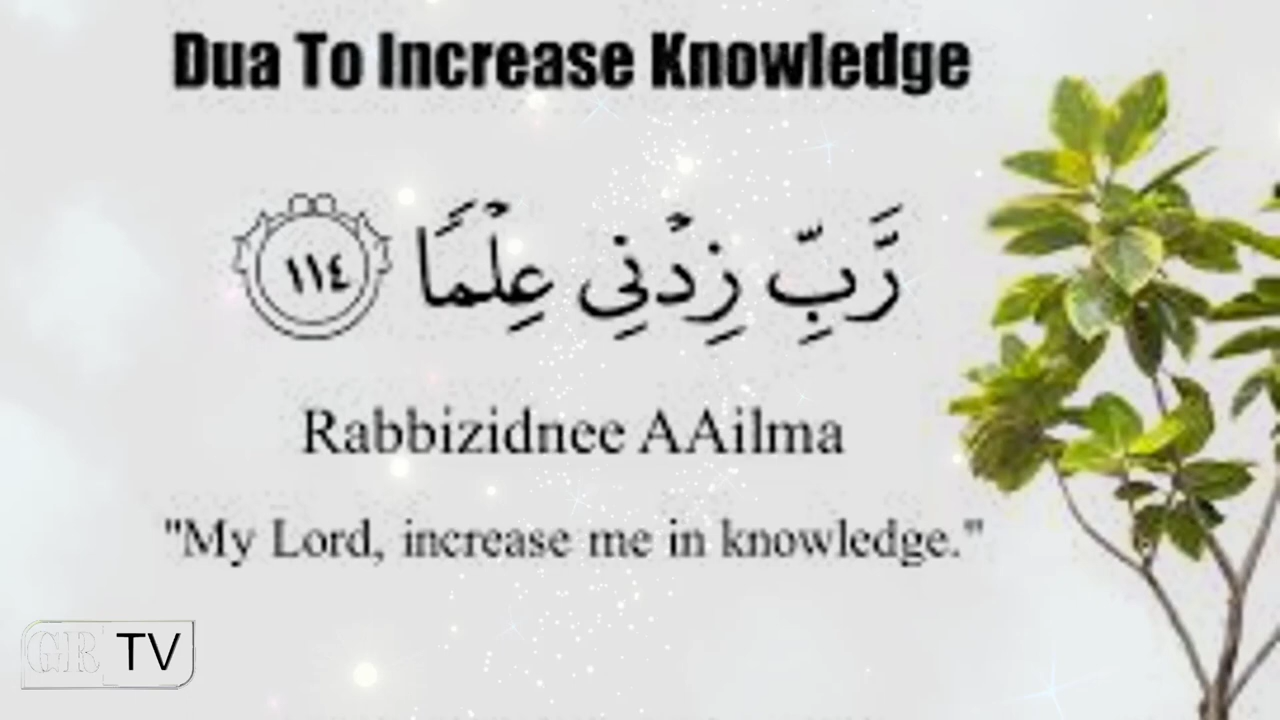 Dua To Increase Knowledge
رَّبِّ زِدْنِي عِلْمًا ١١٤
Rabbizidnee AAilma
"My Lord, increase me in knowledge."
GR TV